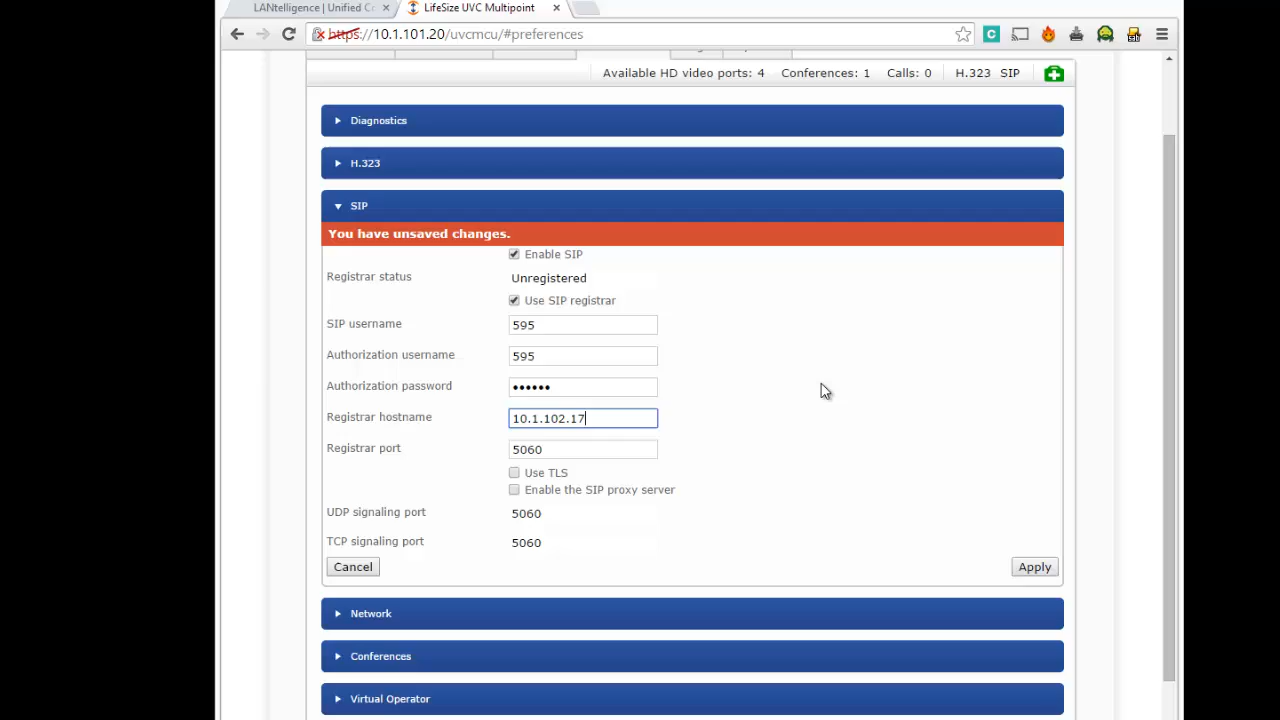 LANtelligence | Unified C
LifeSize UVC Multipoint
https://10.1.101.20/uvcmcu/#preferences
Available HD video ports: 4 Conferences: 1 Calls: 0 H.323 SIP
Diagnostics
H.323
SIP
You have unsaved changes.
Enable SIP
Registrar status Unregistered
Use SIP registrar
SIP username 595
Authorization username 595
Authorization password ••••••
Registrar hostname 10.1.102.17
Registrar port 5060
Use TLS
Enable the SIP proxy server
UDP signaling port 5060
TCP signaling port 5060
Cancel Apply
Network
Conferences
Virtual Operator